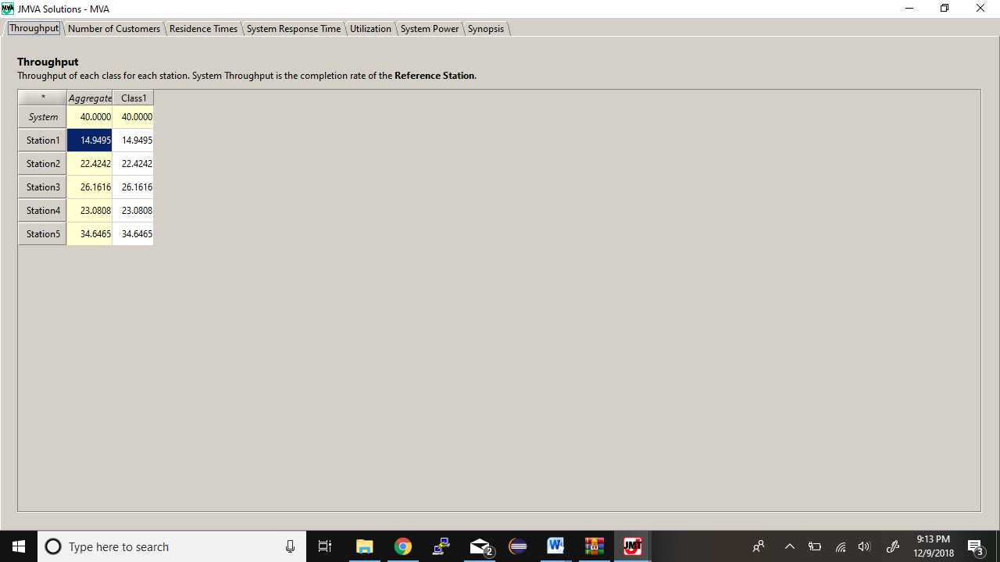 MVA JMVA Solutions - MVA
Throughput Number of Customers Residence Times System Response Time Utilization System Power Synopsis
Throughput
Throughput of each class for each station. System Throughput is the completion rate of the Reference Station.
* Aggregate Class1
System 40.0000 40.0000
Station1 14.9495 14.9495
Station2 22.4242 22.4242
Station3 26.1616 26.1616
Station4 23.0808 23.0808
Station5 34.6465 34.6465
Type here to search 2 W JMT 9:13 PM 3
12/9/2018